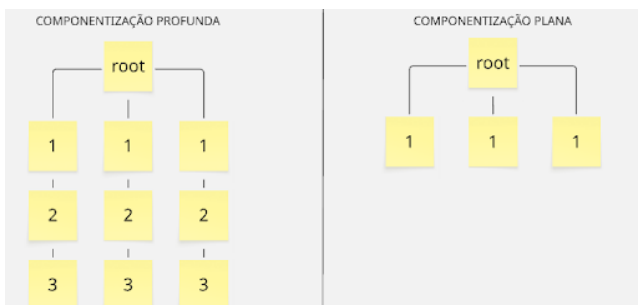 COMPONENTIZAÇÃO PROFUNDA
root
1 1 1
2 2 2
3 3 3
COMPONENTIZAÇÃO PLANA
root
1 1 1